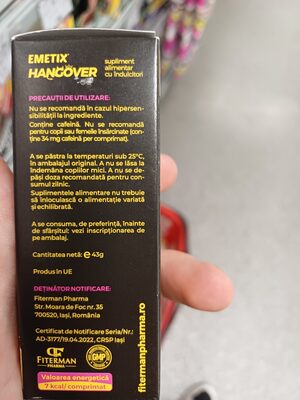 EMETIX®
HANGOVER
supliment
alimentar
cu îndulcitori
PRECAUȚII DE UTILIZARE:
Nu se recomandă în cazul hipersen-
sibilității la ingrediente.
Conține cafeină. Nu se recomandă
pentru copii sau femeile însărcinate (con-
ține 34 mg cafeină per comprimat).
A se păstra la temperaturi sub 25°C,
în ambalajul original. A nu se lăsa la
îndemâna copiilor mici. A nu se de-
păși doza recomandată pentru con-
sumul zilnic.
Suplimentele alimentare nu trebuie
să înlocuiască o alimentație variată
și echilibrată.
A se consuma, de preferință, înainte
de sfârșitul: vezi inscripționarea de
pe ambalaj.
Cantitatea netă: ℮ 43g
Produs în UE
DEȚINĂTOR NOTIFICARE:
Fiterman Pharma
Str. Moara de Foc nr. 35
700520, Iași, România
Certificat de Notificare Seria/Nr.:
AD-3177/19.04.2022, CRSP Iași
FITERMAN
PHARMA
GMP
Valoarea energetică
7 kcal/comprimat
fitermanpharma.ro